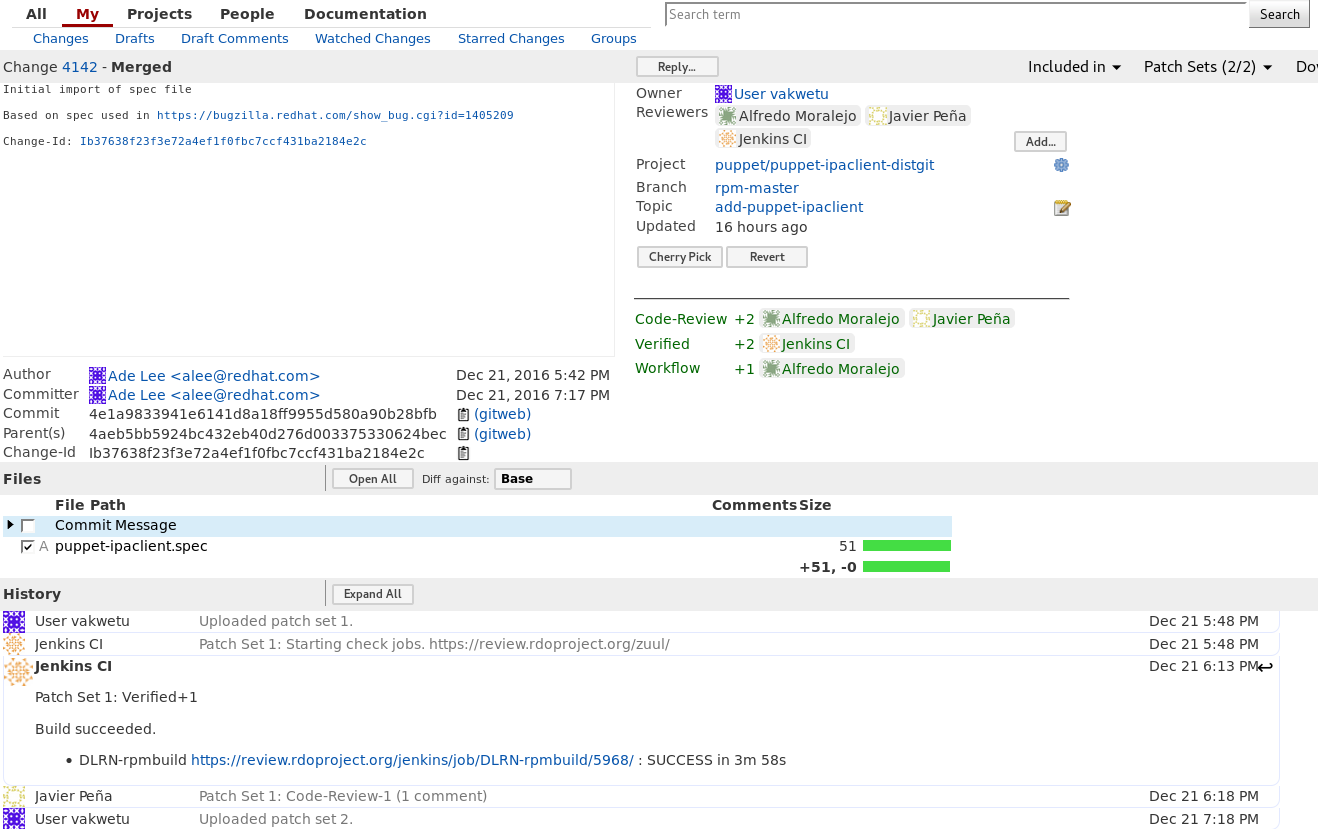 All My Projects People Documentation
Search term Search
Changes Drafts Draft Comments Watched Changes Starred Changes Groups
Change 4142 - Merged
Reply...
Included in Patch Sets (2/2) Do
Initial import of spec file
Based on spec used in https://bugzilla.redhat.com/show_bug.cgi?id=1405209
Change-Id: Ib37638f23f3e72a4ef1f0fbc7ccf431ba2184e2c
Owner User vakwetu
Reviewers Alfredo Moralejo Javier Peña
Jenkins CI
Add...
Project puppet/puppet-ipaclient-distgit
Branch rpm-master
Topic add-puppet-ipaclient
Updated 16 hours ago
Cherry Pick Revert
Code-Review +2 Alfredo Moralejo Javier Peña
Verified +2 Jenkins CI
Workflow +1 Alfredo Moralejo
Author Ade Lee <alee@redhat.com> Dec 21, 2016 5:42 PM
Committer Ade Lee <alee@redhat.com> Dec 21, 2016 7:17 PM
Commit 4e1a9833941e6141d8a18ff9955d580a90b28bfb (gitweb)
Parent(s) 4aeb5bb5924bc432eb40d276d003375330624bec (gitweb)
Change-Id Ib37638f23f3e72a4ef1f0fbc7ccf431ba2184e2c
Files Open All Diff against: Base
File Path Comments Size
Commit Message
A puppet-ipaclient.spec 51
+51, -0
History Expand All
User vakwetu Uploaded patch set 1. Dec 21 5:48 PM
Jenkins CI Patch Set 1: Starting check jobs. https://review.rdoproject.org/zuul/ Dec 21 5:48 PM
Jenkins CI Dec 21 6:13 PM
Patch Set 1: Verified+1
Build succeeded.
• DLRN-rpmbuild https://review.rdoproject.org/jenkins/job/DLRN-rpmbuild/5968/ : SUCCESS in 3m 58s
Javier Peña Patch Set 1: Code-Review-1 (1 comment) Dec 21 6:18 PM
User vakwetu Uploaded patch set 2. Dec 21 7:18 PM